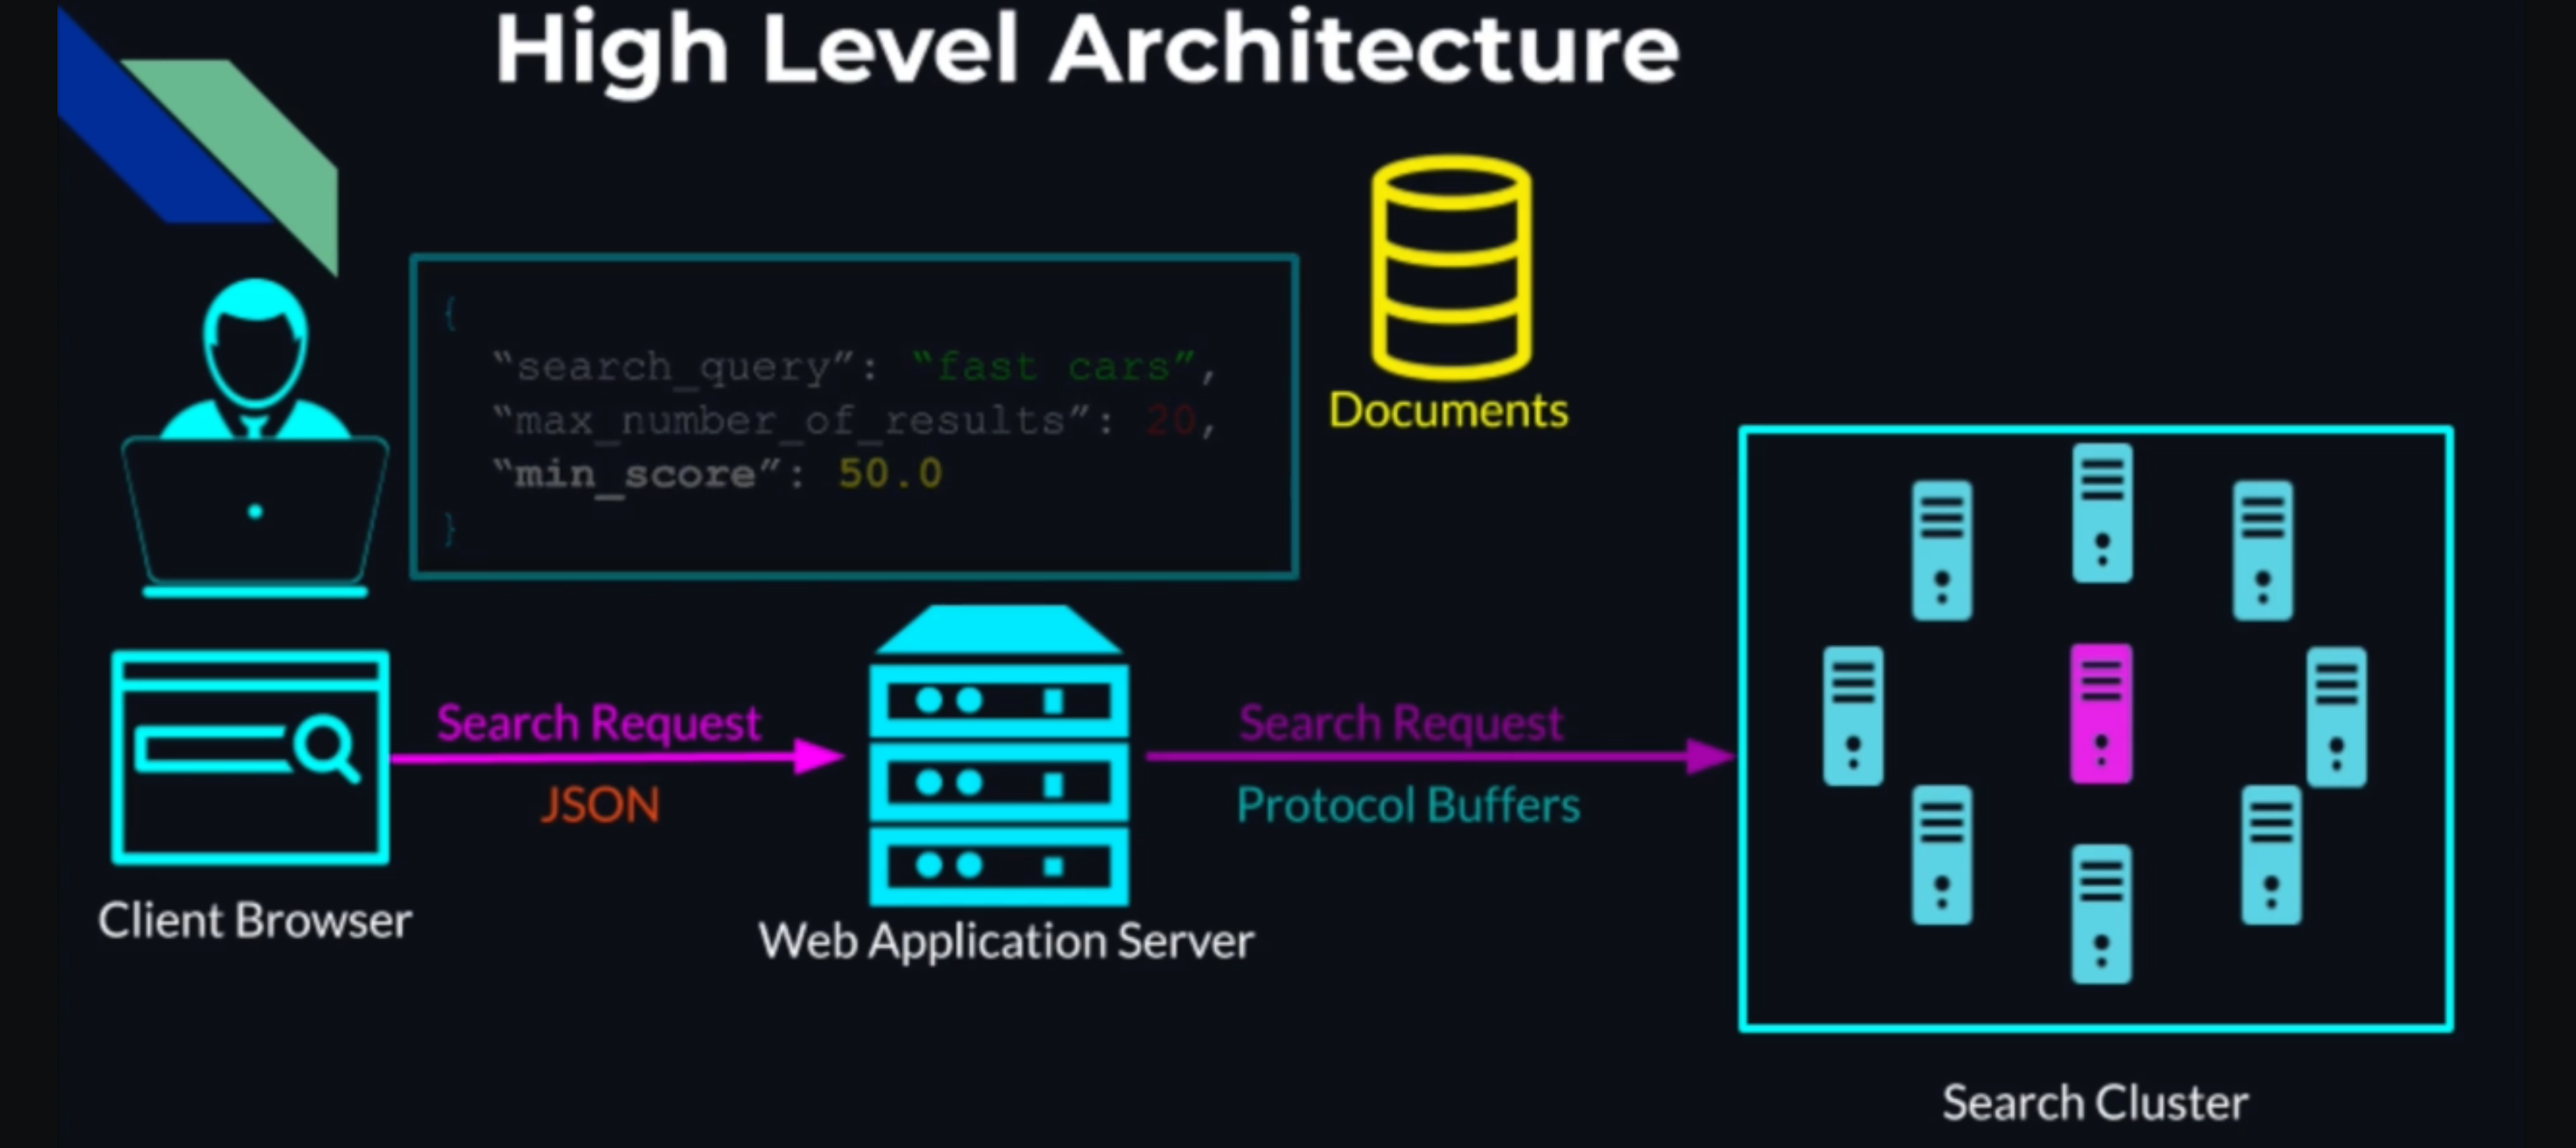 High Level Architecture
{
“search_query”: “fast cars”,
“max_number_of_results”: 20,
“min_score”: 50.0
}
Documents
Search Request
JSON
Search Request
Protocol Buffers
Client Browser
Web Application Server
Search Cluster